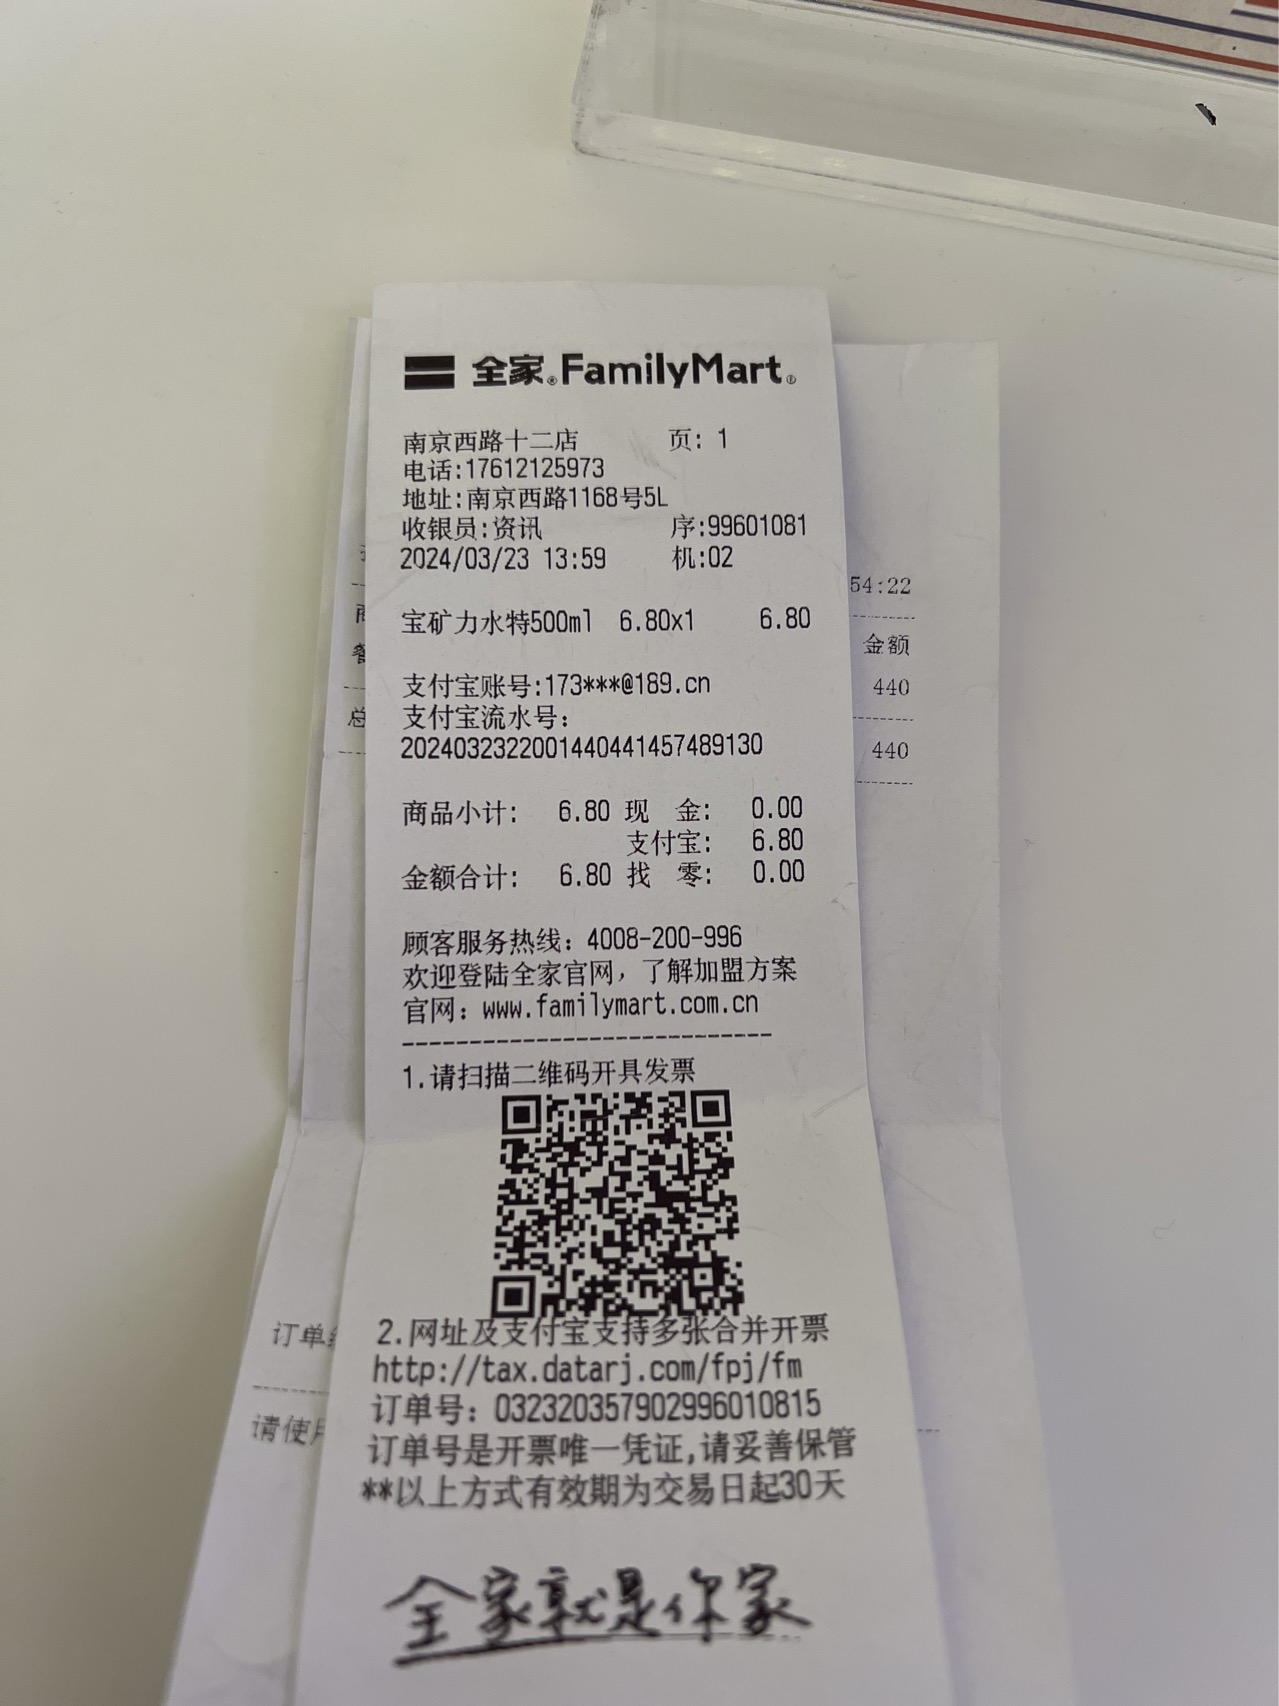 全家®FamilyMart®
南京西路十二店 页: 1
电话:17612125973
地址:南京西路1168号5L
收银员:资讯 序:99601081
2024/03/23 13:59 机:02
宝矿力水特500ml 6.80x1 6.80
支付宝账号:173***@189.cn
支付宝流水号:
2024032322001440441457489130
商品小计: 6.80 现 金: 0.00
支付宝: 6.80
金额合计: 6.80 找 零: 0.00
顾客服务热线: 4008-200-996
欢迎登陆全家官网，了解加盟方案
官网: www.familymart.com.cn
1.请扫描二维码开具发票
2.网址及支付宝支持多张合并开票
http://tax.datarj.com/fpj/fm
订单号: 032320357902996010815
订单号是开票唯一凭证,请妥善保管
**以上方式有效期为交易日起30天
全家就是你家
54:22
金额
440
总
440
订单
请使用